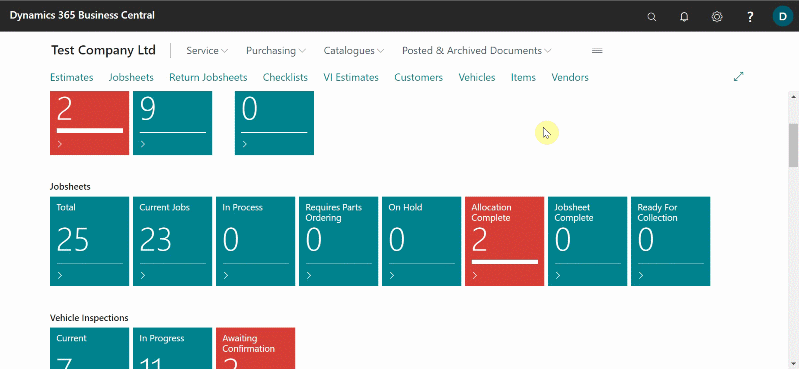 Dynamics 365 Business Central
? D
Test Company Ltd Service Purchasing Catalogues Posted & Archived Documents
Estimates Jobsheets Return Jobsheets Checklists VI Estimates Customers Vehicles Items Vendors
2 9 0
Jobsheets
Total Current Jobs In Process Requires Parts On Hold Allocation Jobsheet Ready For
Ordering Complete Complete Collection
25 23 0 0 0 2 0 0
Vehicle Inspections
Current In Progress Awaiting
Confirmation
7 11 2